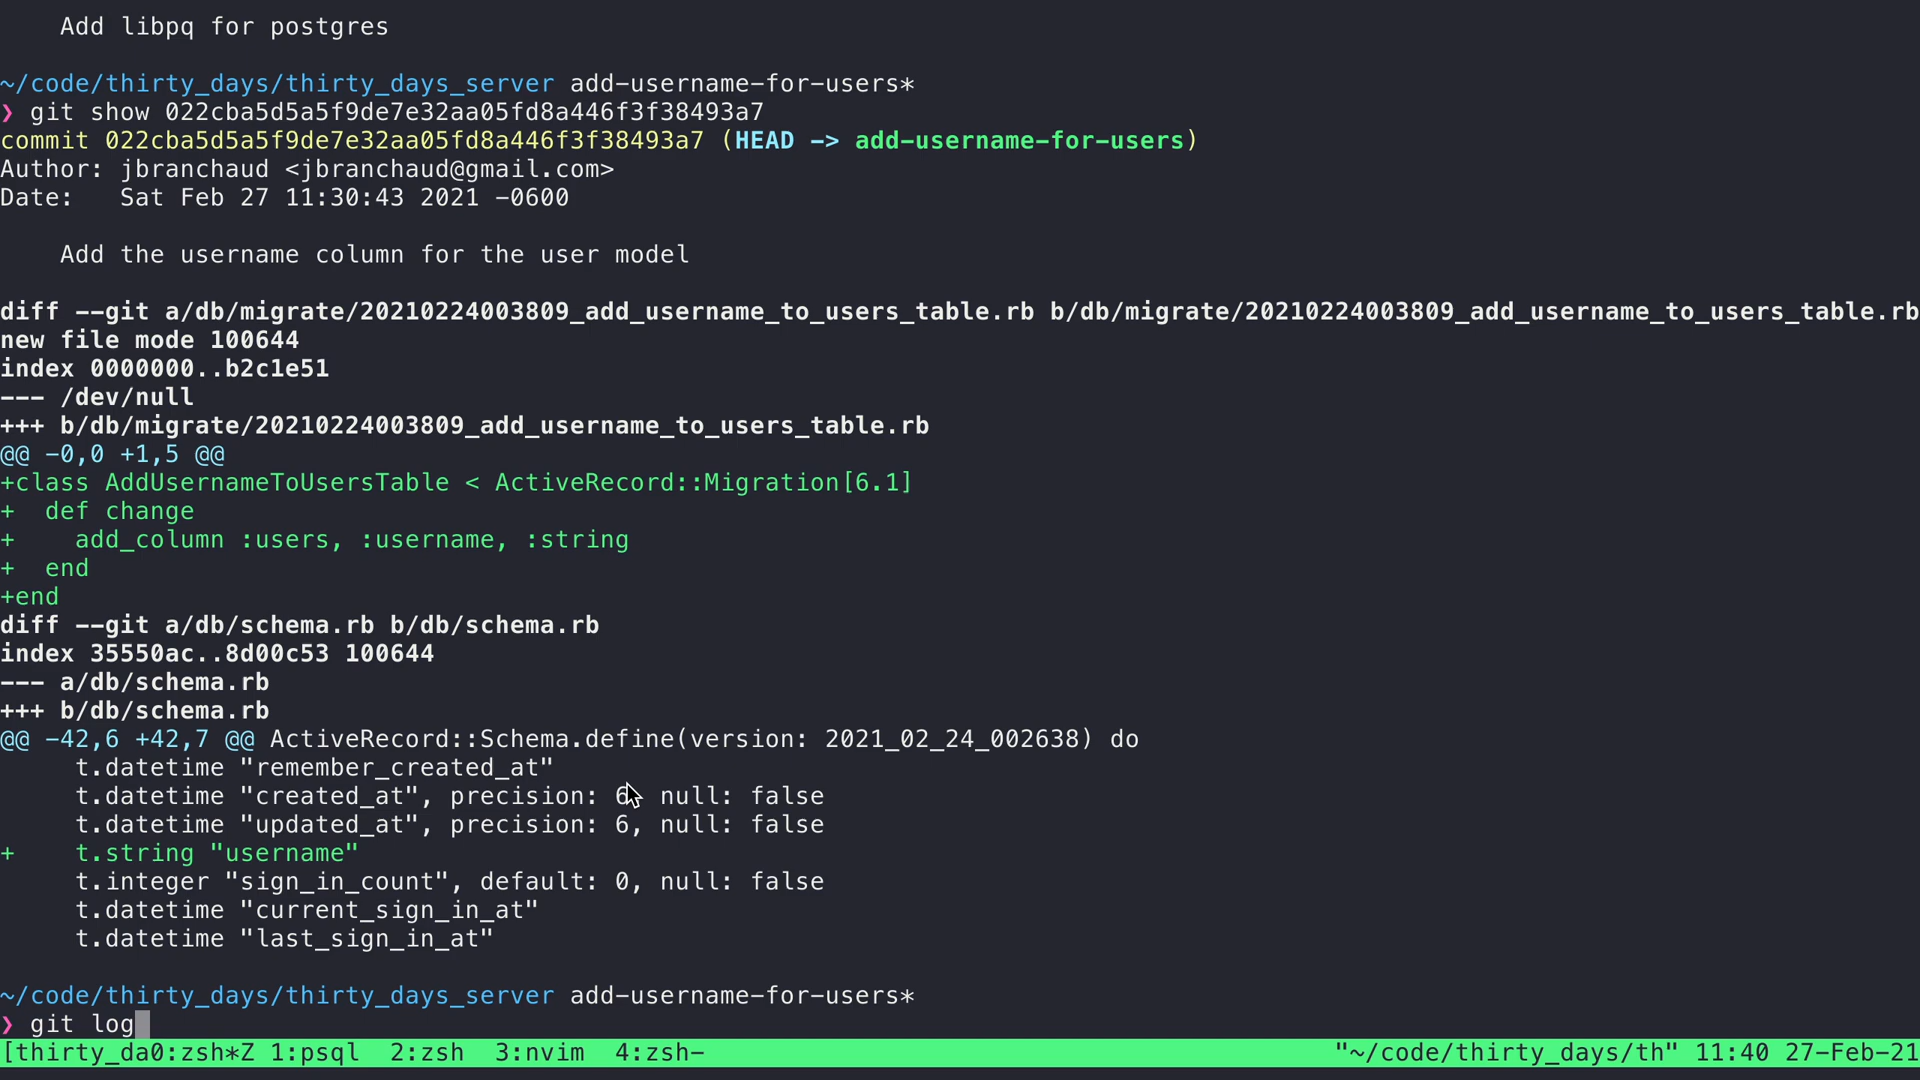 Add libpq for postgres

~/code/thirty_days/thirty_days_server add-username-for-users*
❯ git show 022cba5d5a5f9de7e32aa05fd8a446f3f38493a7
commit 022cba5d5a5f9de7e32aa05fd8a446f3f38493a7 (HEAD -> add-username-for-users)
Author: jbranchaud <jbranchaud@gmail.com>
Date:   Sat Feb 27 11:30:43 2021 -0600

    Add the username column for the user model

diff --git a/db/migrate/20210224003809_add_username_to_users_table.rb b/db/migrate/20210224003809_add_username_to_users_table.rb
new file mode 100644
index 0000000..b2c1e51
--- /dev/null
+++ b/db/migrate/20210224003809_add_username_to_users_table.rb
@@ -0,0 +1,5 @@
+class AddUsernameToUsersTable < ActiveRecord::Migration[6.1]
+  def change
+    add_column :users, :username, :string
+  end
+end
diff --git a/db/schema.rb b/db/schema.rb
index 35550ac..8d00c53 100644
--- a/db/schema.rb
+++ b/db/schema.rb
@@ -42,6 +42,7 @@ ActiveRecord::Schema.define(version: 2021_02_24_002638) do
     t.datetime "remember_created_at"
     t.datetime "created_at", precision: 6, null: false
     t.datetime "updated_at", precision: 6, null: false
+    t.string "username"
     t.integer "sign_in_count", default: 0, null: false
     t.datetime "current_sign_in_at"
     t.datetime "last_sign_in_at"

~/code/thirty_days/thirty_days_server add-username-for-users*
❯ git log
[thirty_da0:zsh*Z 1:psql  2:zsh  3:nvim  4:zsh-    "~/code/thirty_days/th" 11:40 27-Feb-21